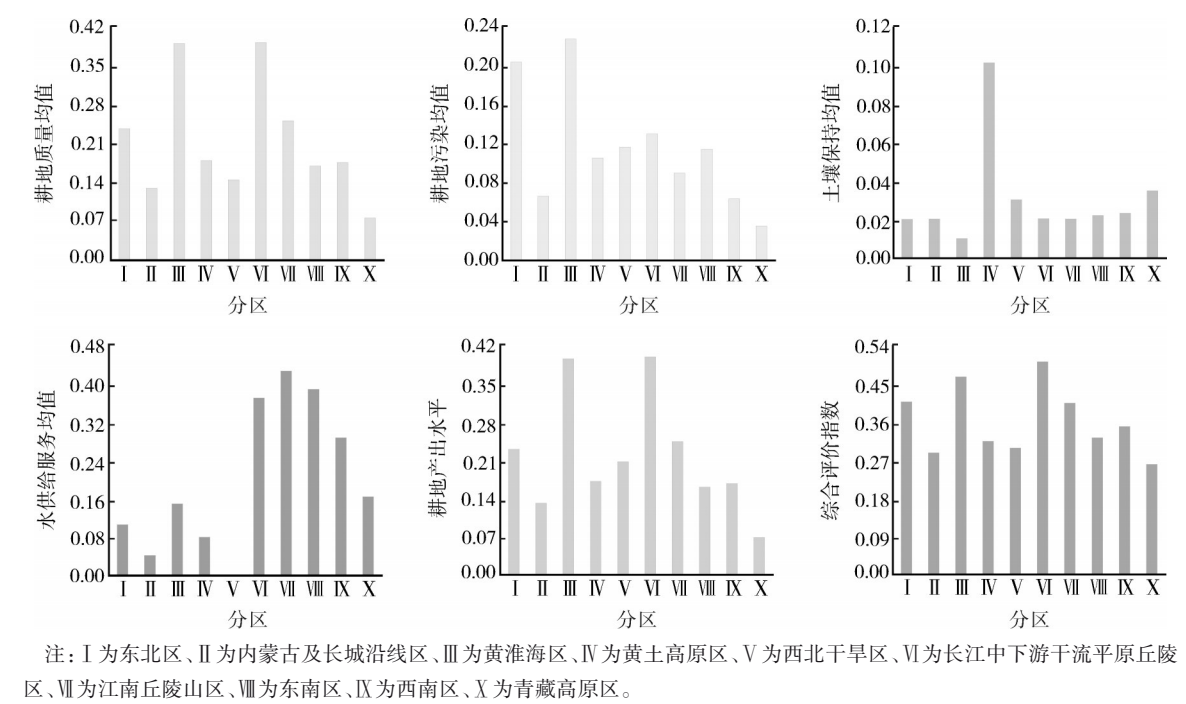 0.42
0.35
0.28
0.21
0.14
0.07
0.00
耕地质量均值
Ⅰ Ⅱ Ⅲ Ⅳ Ⅴ Ⅵ Ⅶ Ⅷ Ⅸ Ⅹ
分区
0.24
0.20
0.16
0.12
0.08
0.04
0.00
耕地污染均值
Ⅰ Ⅱ Ⅲ Ⅳ Ⅴ Ⅵ Ⅶ Ⅷ Ⅸ Ⅹ
分区
0.12
0.10
0.08
0.06
0.04
0.02
0.00
土壤保持均值
Ⅰ Ⅱ Ⅲ Ⅳ Ⅴ Ⅵ Ⅶ Ⅷ Ⅸ Ⅹ
分区
0.48
0.40
0.32
0.24
0.16
0.08
0.00
水供给服务均值
Ⅰ Ⅱ Ⅲ Ⅳ Ⅴ Ⅵ Ⅶ Ⅷ Ⅸ Ⅹ
分区
0.42
0.35
0.28
0.21
0.14
0.07
0.00
耕地产出水平
Ⅰ Ⅱ Ⅲ Ⅳ Ⅴ Ⅵ Ⅶ Ⅷ Ⅸ Ⅹ
分区
0.54
0.45
0.36
0.27
0.18
0.09
0.00
综合评价指数
Ⅰ Ⅱ Ⅲ Ⅳ Ⅴ Ⅵ Ⅶ Ⅷ Ⅸ Ⅹ
分区
注：Ⅰ为东北区、Ⅱ为内蒙古及长城沿线区、Ⅲ为黄淮海区、Ⅳ为黄土高原区、Ⅴ为西北干旱区、Ⅵ为长江中下游干流平原丘陵
区、Ⅶ为江南丘陵山区、Ⅷ为东南区、Ⅸ为西南区、Ⅹ为青藏高原区。